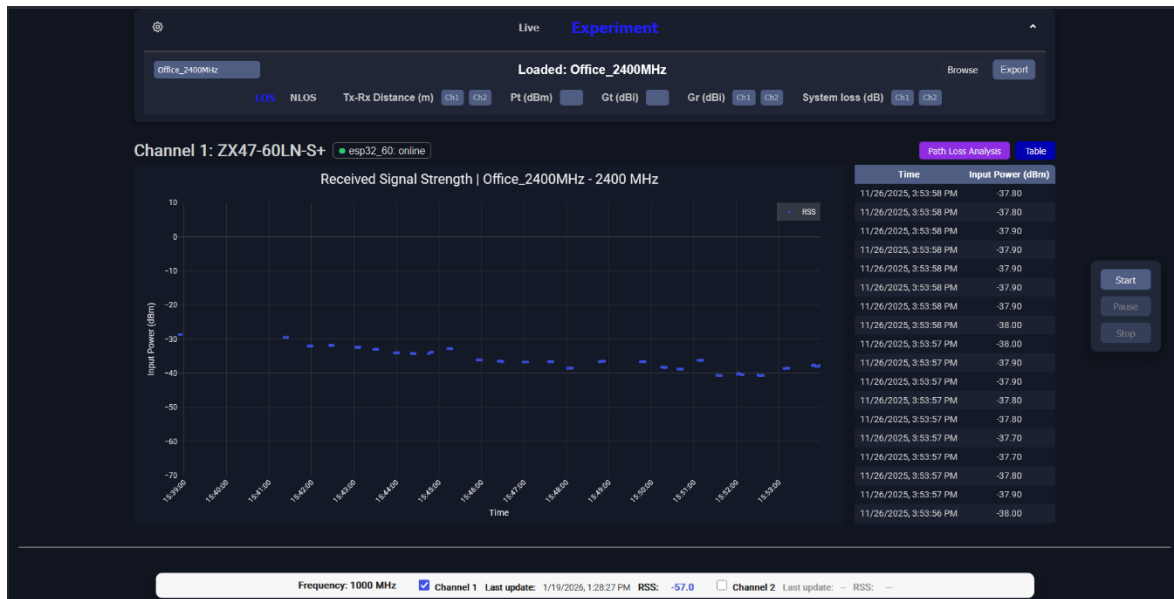 Live Experiment
Office_2400MHz Loaded: Office_2400MHz Browse Export
LOS NLOS Tx-Rx Distance (m) Ch1 Ch2 Pt (dBm) Gt (dBi) Gr (dBi) Ch1 Ch2 System loss (dB) Ch1 Ch2
Channel 1: ZX47-60LN-S+ esp32_60: online Path Loss Analysis Table
Received Signal Strength | Office_2400MHz - 2400 MHz
RSS
Input Power (dBm)
10
0
−10
−20
−30
−40
−50
−60
−70
15:39:00 15:40:00 15:41:00 15:42:00 15:43:00 15:44:00 15:45:00 15:46:00 15:47:00 15:48:00 15:49:00 15:50:00 15:51:00 15:52:00 15:53:00
Time
Time Input Power (dBm)
11/26/2025, 3:53:58 PM -37.80
11/26/2025, 3:53:58 PM -37.80
11/26/2025, 3:53:58 PM -37.90
11/26/2025, 3:53:58 PM -37.90
11/26/2025, 3:53:58 PM -37.90
11/26/2025, 3:53:58 PM -37.90
11/26/2025, 3:53:58 PM -37.90
11/26/2025, 3:53:58 PM -38.00
11/26/2025, 3:53:57 PM -38.00
11/26/2025, 3:53:57 PM -37.90
11/26/2025, 3:53:57 PM -37.90
11/26/2025, 3:53:57 PM -37.80
11/26/2025, 3:53:57 PM -37.70
11/26/2025, 3:53:57 PM -37.70
11/26/2025, 3:53:57 PM -37.80
11/26/2025, 3:53:57 PM -37.90
11/26/2025, 3:53:56 PM -38.00
Start
Pause
Stop
Frequency: 1000 MHz Channel 1 Last update: 1/19/2026, 1:28:27 PM RSS: -57.0 Channel 2 Last update: – RSS: –